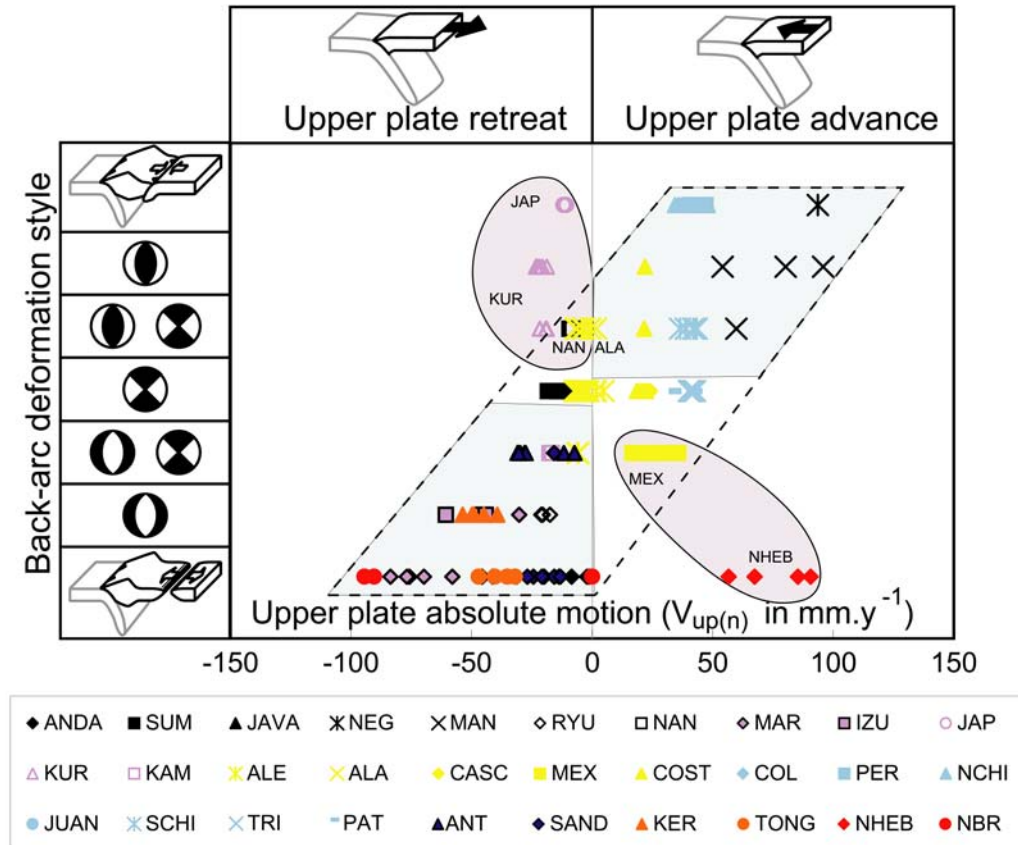 Upper plate retreat
Upper plate advance
Back-arc deformation style
JAP
KUR
NAN
ALA
MEX
NHEB
Upper plate absolute motion (Vup(n) in mm.y-1)
-150 -100 -50 0 50 100 150
ANDA SUM JAVA NEG MAN RYU NAN MAR IZU JAP
KUR KAM ALE ALA CASC MEX COST COL PER NCHI
JUAN SCHI TRI PAT ANT SAND KER TONG NHEB NBR